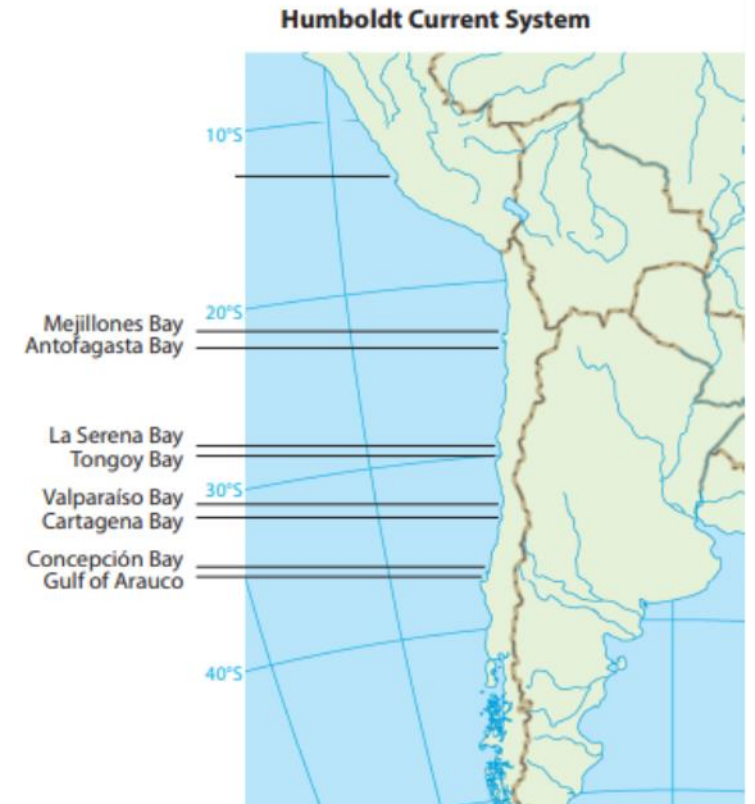 Humboldt Current System
10°S
20°S
Mejillones Bay
Antofagasta Bay
La Serena Bay
Tongoy Bay
30°S
Valparaíso Bay
Cartagena Bay
Concepción Bay
Gulf of Arauco
40°S